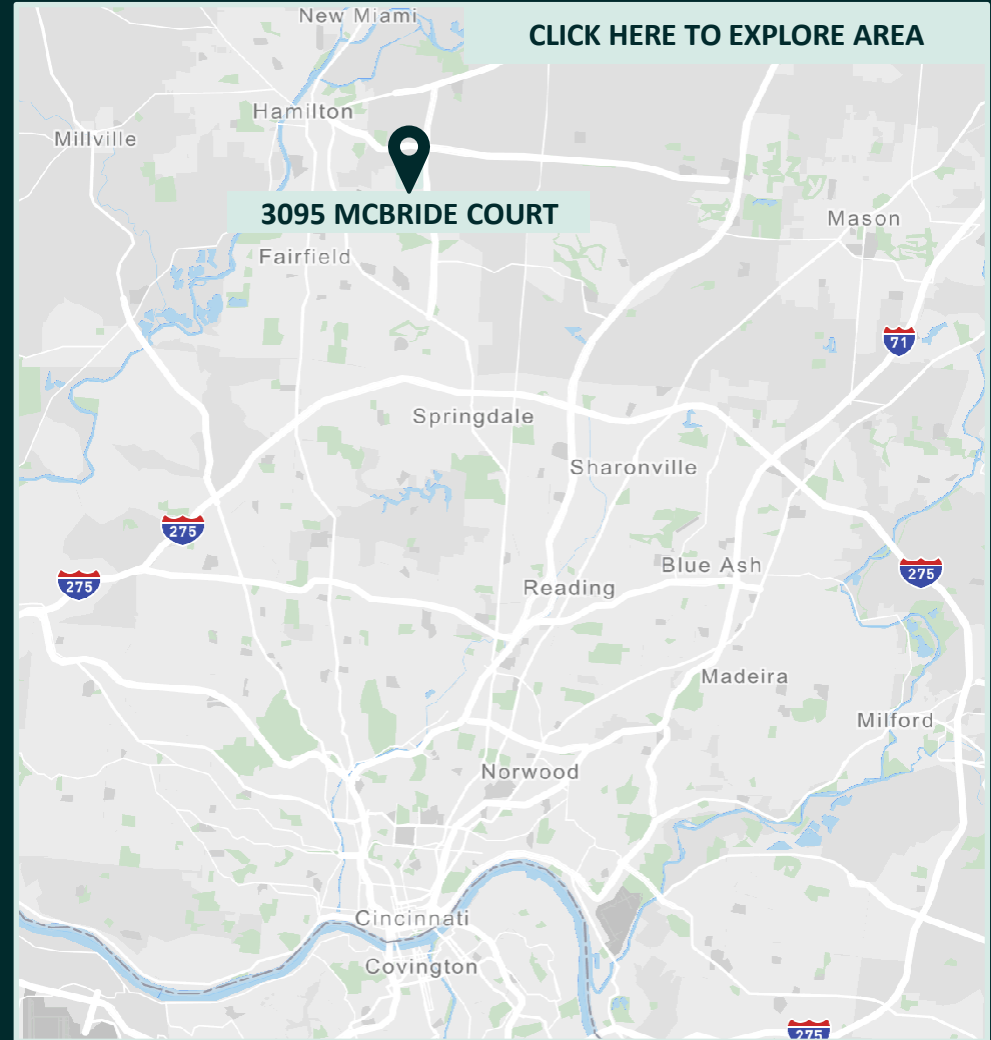 New Miami
CLICK HERE TO EXPLORE AREA
Hamilton
Millville
3095 MCBRIDE COURT
Mason
Fairfield
71
Springdale
Sharonville
275
Blue Ash
275
275
Reading
Madeira
Milford
Norwood
Cincinnati
Covington
275